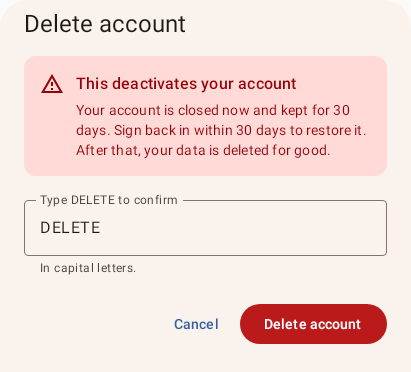 Delete account
This deactivates your account
Your account is closed now and kept for 30
days. Sign back in within 30 days to restore it.
After that, your data is deleted for good.
Type DELETE to confirm
DELETE
In capital letters.
Cancel
Delete account